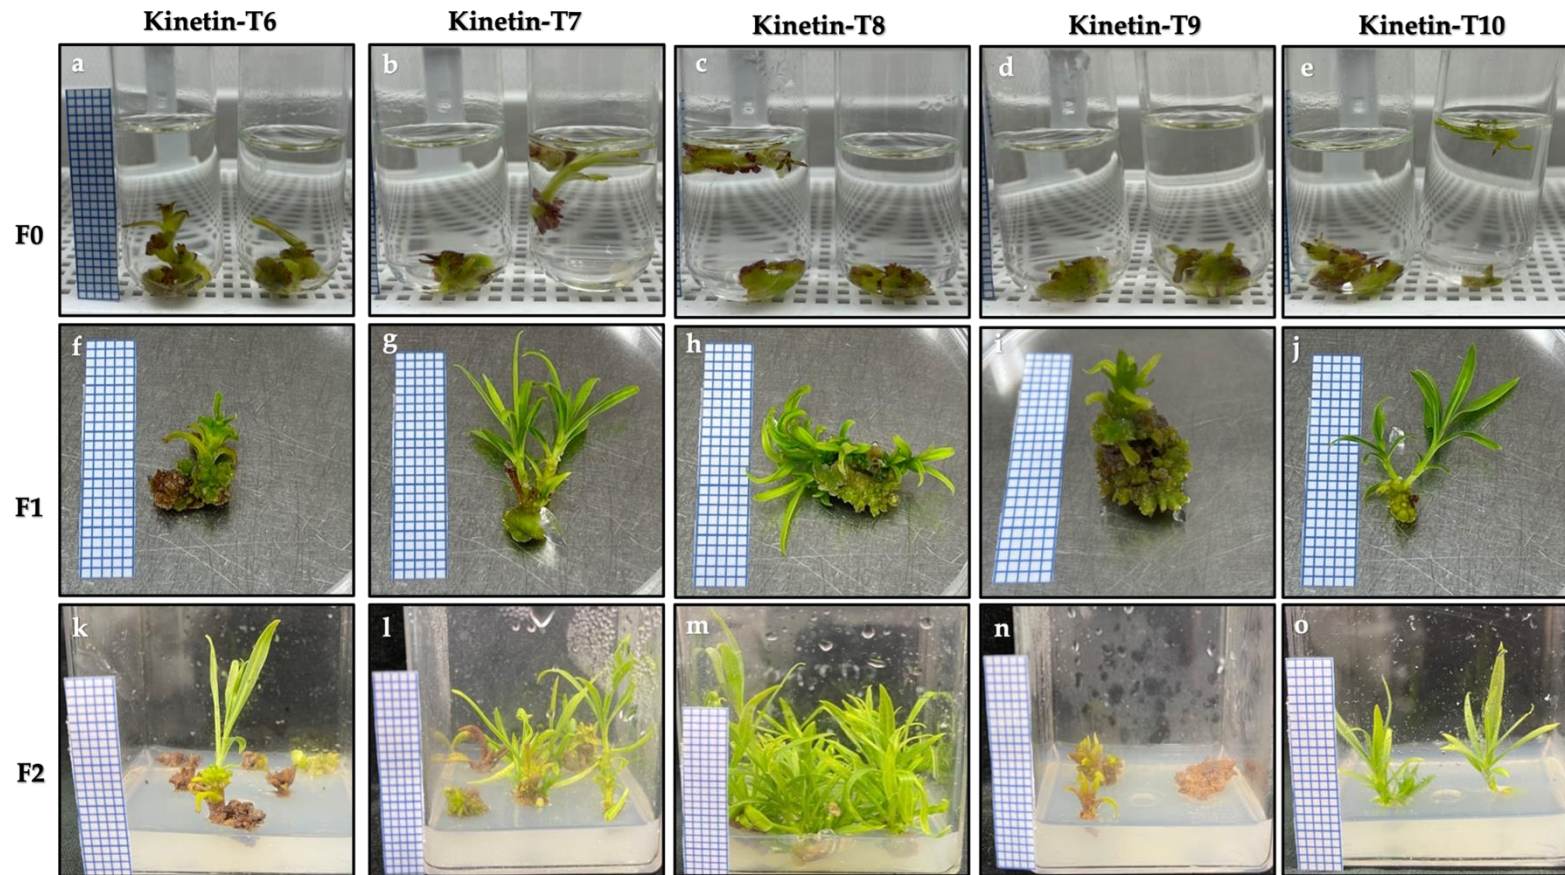 Kinetin-T6 Kinetin-T7 Kinetin-T8 Kinetin-T9 Kinetin-T10
a b c d e
F0
f g h i j
F1
k l m n o
F2